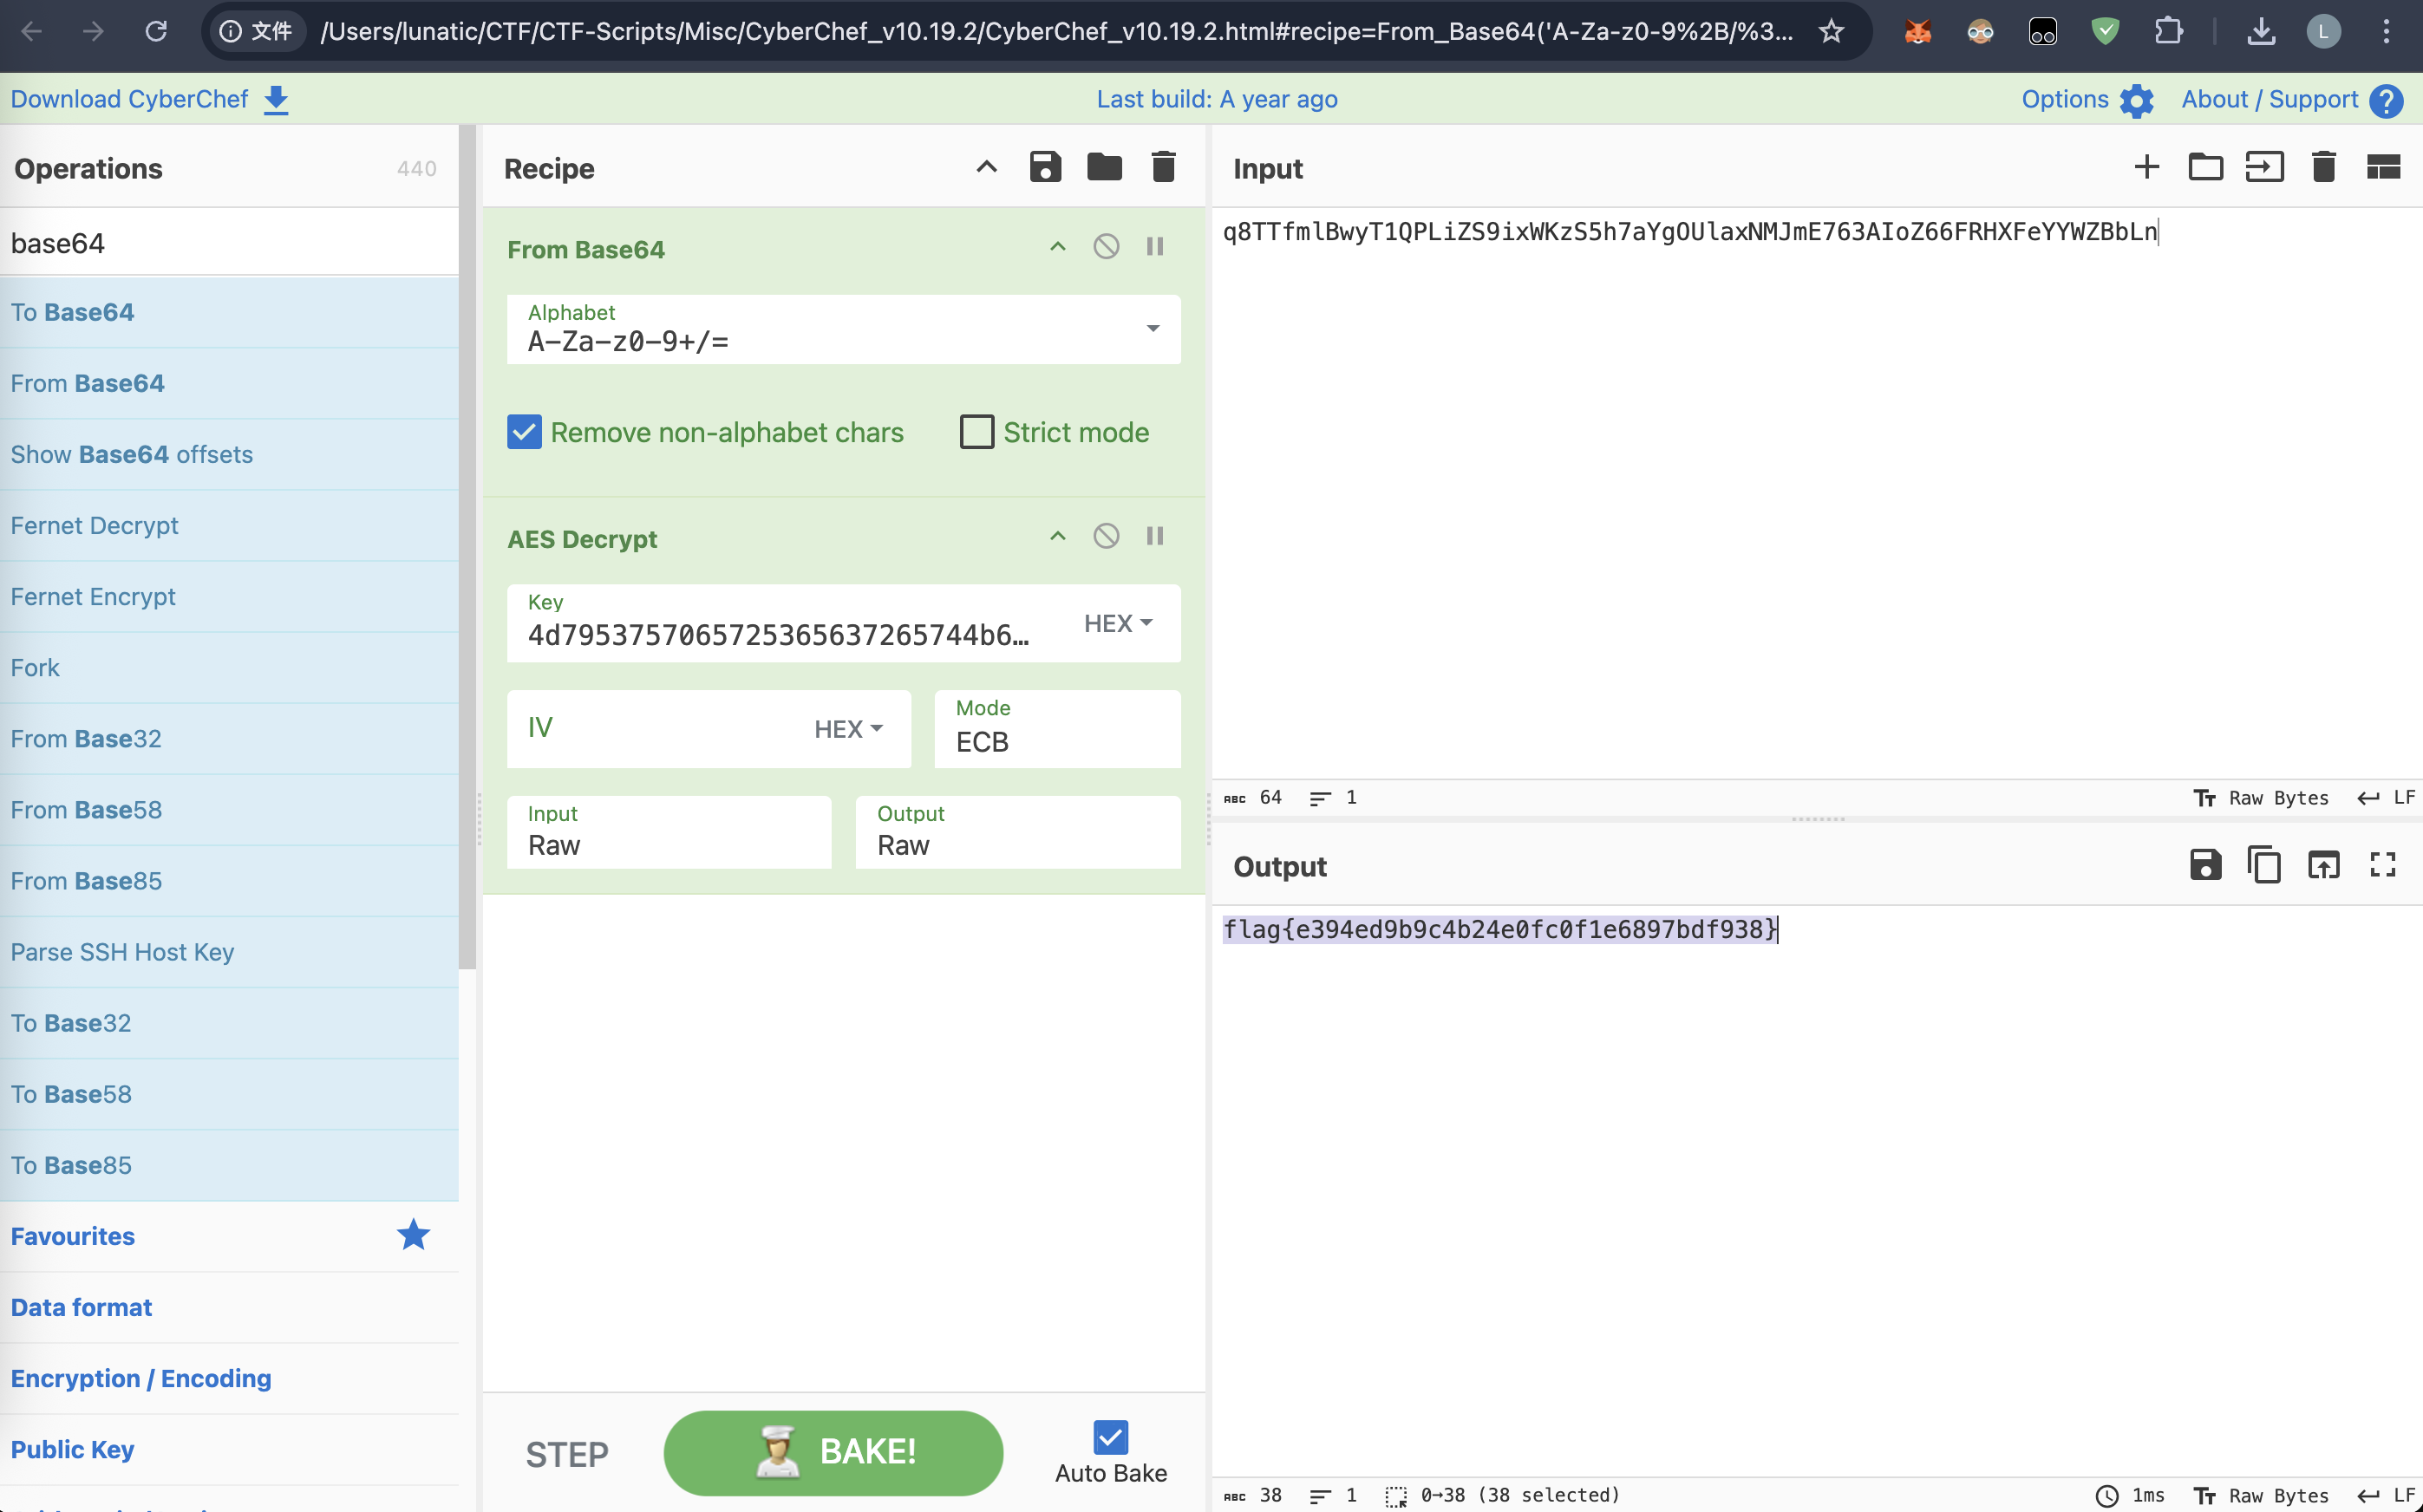 文件
/Users/lunatic/CTF/CTF-Scripts/Misc/CyberChef_v10.19.2/CyberChef_v10.19.2.html#recipe=From_Base64('A-Za-z0-9%2B/%3...
L
Download CyberChef
Last build: A year ago
Options
About / Support
Operations
440
base64
To Base64
From Base64
Show Base64 offsets
Fernet Decrypt
Fernet Encrypt
Fork
From Base32
From Base58
From Base85
Parse SSH Host Key
To Base32
To Base58
To Base85
Favourites
Data format
Encryption / Encoding
Public Key
Recipe
From Base64
Alphabet
A-Za-z0-9+/=
Remove non-alphabet chars
Strict mode
AES Decrypt
Key
4d7953757065725365637265744b6…
HEX
IV
HEX
Mode
ECB
Input
Raw
Output
Raw
STEP
BAKE!
Auto Bake
Input
q8TTfmlBwyT1QPLiZS9ixWKzS5h7aYgOUlaxNMJmE763AIoZ66FRHXFeYYWZBbLn
ABC 64 1
Raw Bytes LF
Output
flag{e394ed9b9c4b24e0fc0f1e6897bdf938}
ABC 38 1 0→38 (38 selected)
1ms Raw Bytes LF